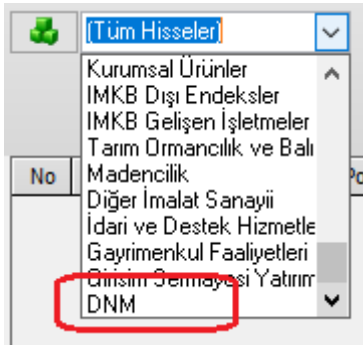 (Tüm Hisseler)
Kurumsal Ürünler
IMKB Dışı Endeksler
IMKB Gelişen İşletmeler
Tarım Ormancılık ve Balı
No
Madencilik
Po
Diğer İmalat Sanayii
İdari ve Destek Hizmetle
Gayrimenkul Faaliyetleri
Girişim Sermayesi Yatırım
DNM